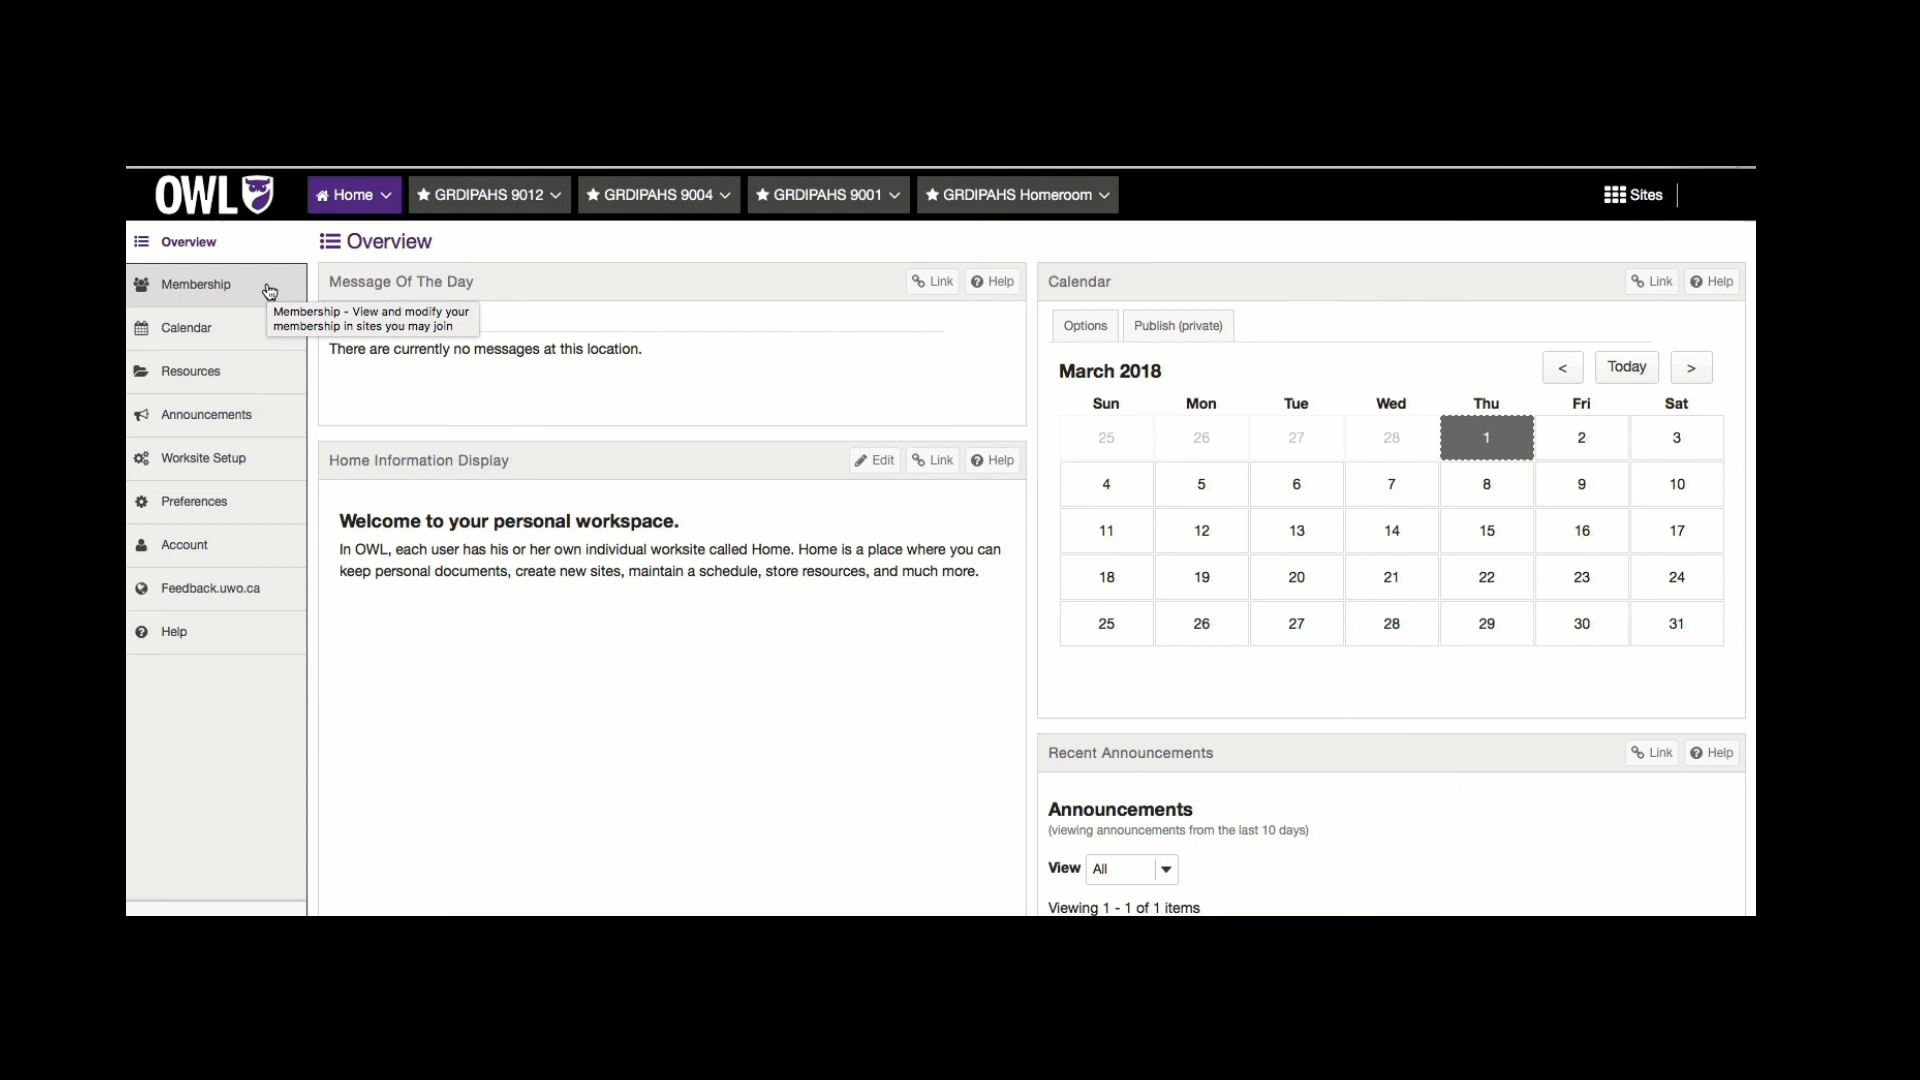 OWL
Home
GRDIPAHS 9012
GRDIPAHS 9004
GRDIPAHS 9001
GRDIPAHS Homeroom
Sites
Overview
Membership
Calendar
Resources
Announcements
Worksite Setup
Preferences
Account
Feedback.uwo.ca
Help
Membership - View and modify your
membership in sites you may join
Overview
Message Of The Day
Link
Help
There are currently no messages at this location.
Home Information Display
Edit
Link
Help
Welcome to your personal workspace.
In OWL, each user has his or her own individual worksite called Home. Home is a place where you can
keep personal documents, create new sites, maintain a schedule, store resources, and much more.
Calendar
Link
Help
Options
Publish (private)
March 2018
<
Today
>
Sun Mon Tue Wed Thu Fri Sat
25 26 27 28 1 2 3
4 5 6 7 8 9 10
11 12 13 14 15 16 17
18 19 20 21 22 23 24
25 26 27 28 29 30 31
Recent Announcements
Link
Help
Announcements
(viewing announcements from the last 10 days)
View All
Viewing 1 - 1 of 1 items